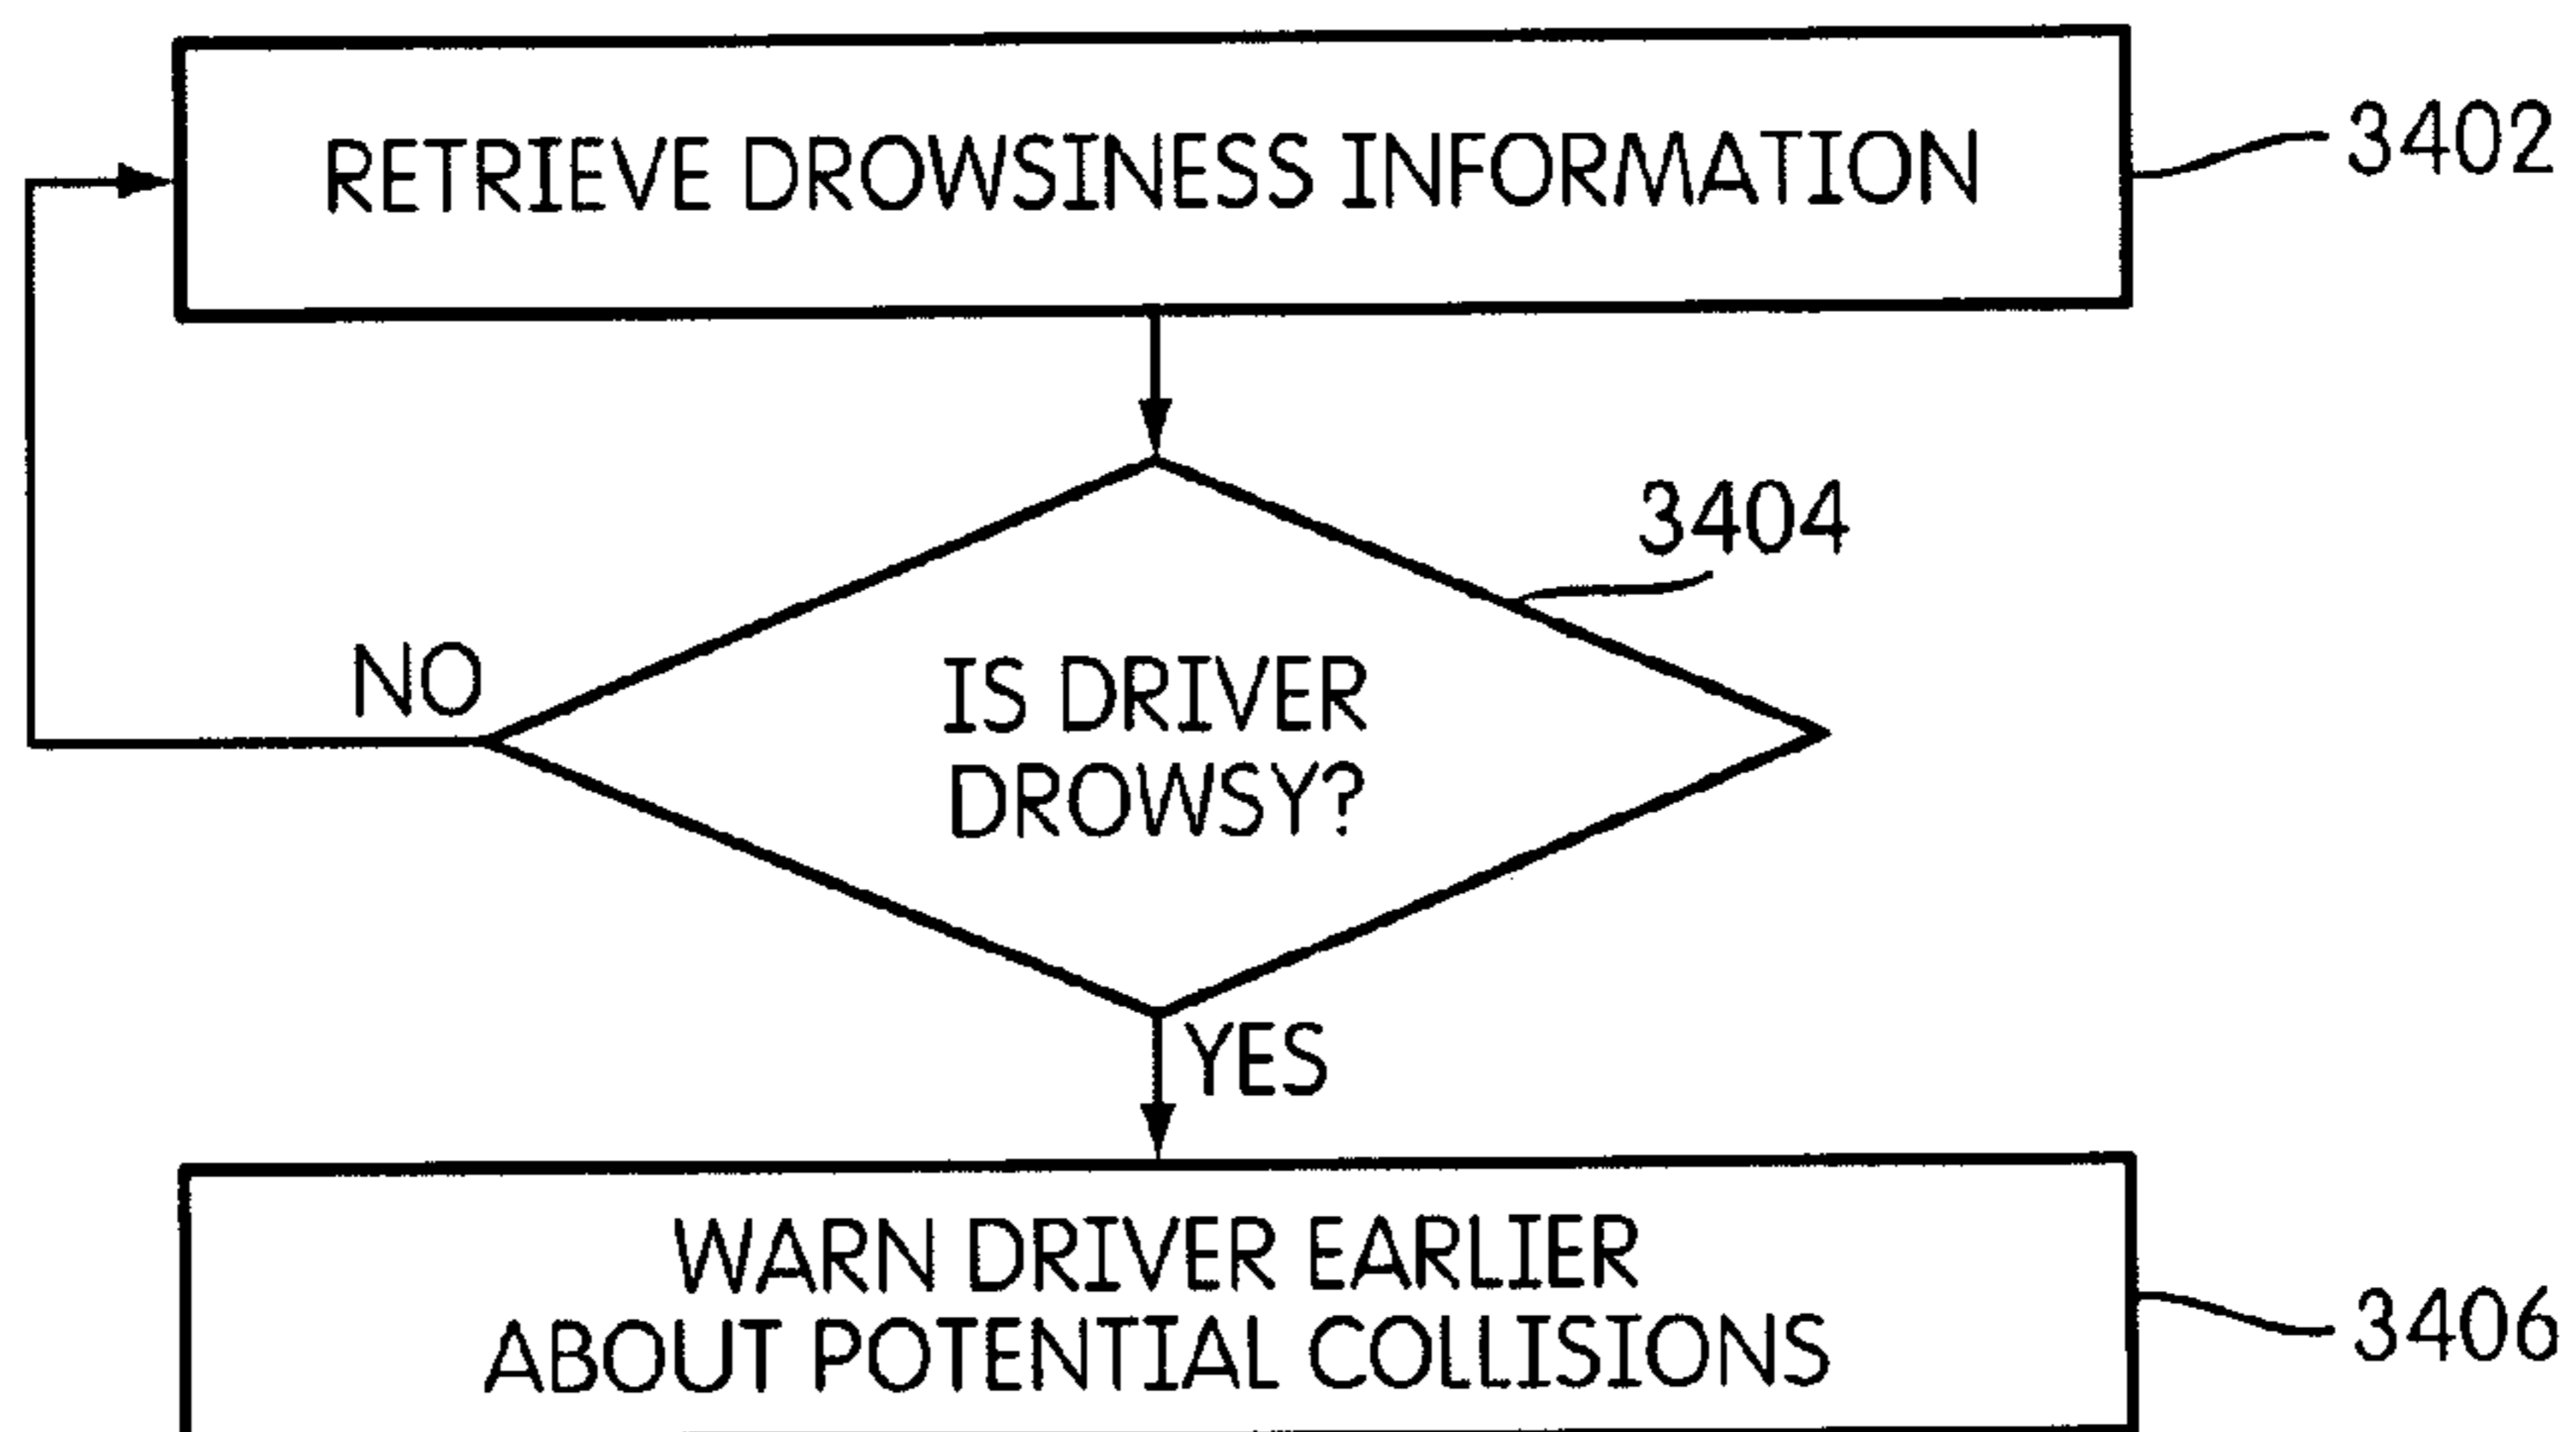 RETRIEVE DROWSINESS INFORMATION
3402
3404
NO
IS DRIVER
DROWSY?
YES
WARN DRIVER EARLIER
ABOUT POTENTIAL COLLISIONS
3406